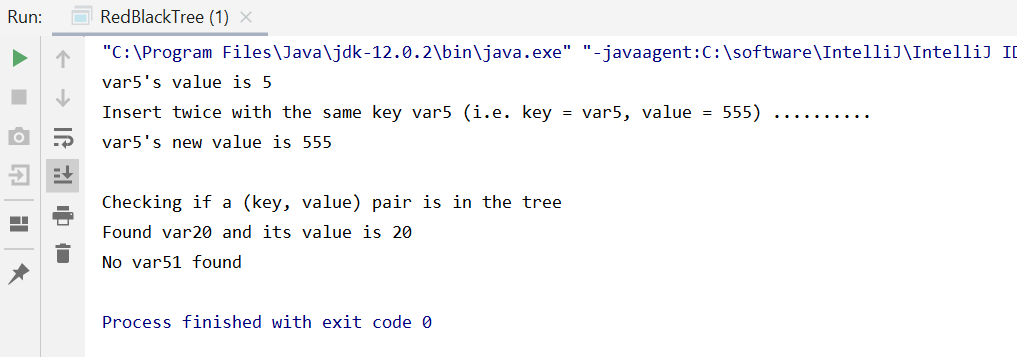 Run: RedBlackTree (1)
"C:\Program Files\Java\jdk-12.0.2\bin\java.exe" "-javaagent:C:\software\IntelliJ\IntelliJ
var5's value is 5
Insert twice with the same key var5 (i.e. key = var5, value = 555) ..........
var5's new value is 555
Checking if a (key, value) pair is in the tree
Found var20 and its value is 20
No var51 found
Process finished with exit code 0